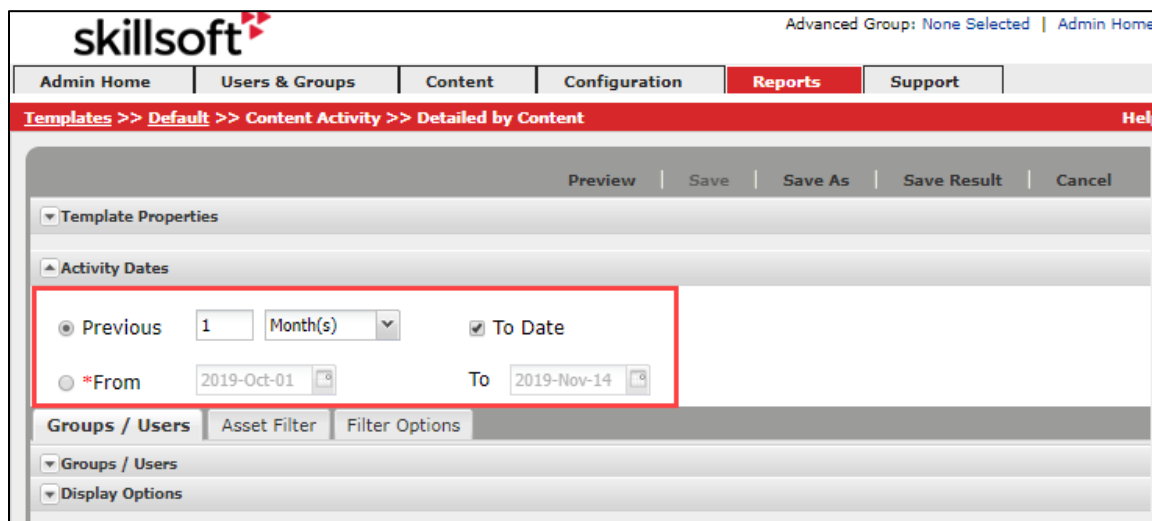 skillsoft
Advanced Group: None Selected | Admin Home
Admin Home Users & Groups Content Configuration Reports Support
Templates >> Default >> Content Activity >> Detailed by Content Hel
Preview | Save | Save As | Save Result | Cancel
Template Properties
Activity Dates
Previous 1 Month(s) To Date
*From 2019-Oct-01 To 2019-Nov-14
Groups / Users Asset Filter Filter Options
Groups / Users
Display Options